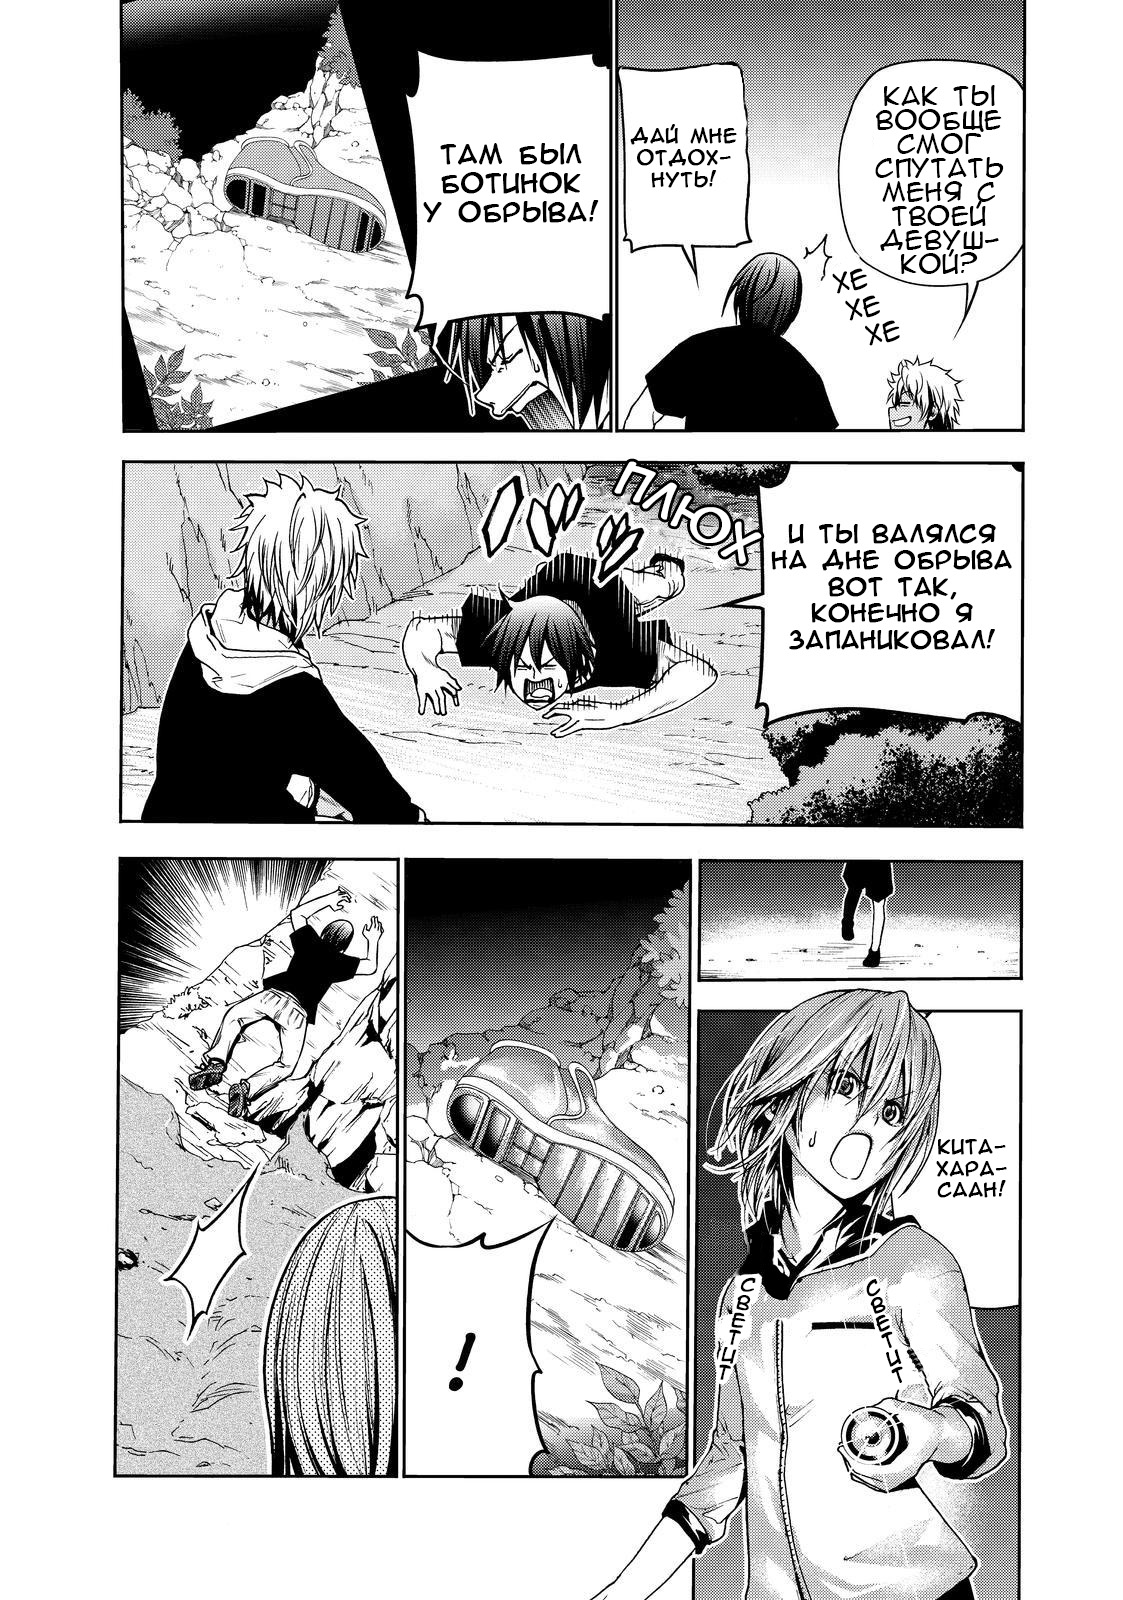 КАК ТЫ
ВООБЩЕ
СМОГ
СПУТАТЬ
МЕНЯ С
ТВОЕЙ
ДЕВУШ-
КОЙ?
ХЕ
ХЕ
ХЕ
ДАЙ МНЕ
ОТДОХ-
НУТЬ!
ТАМ БЫЛ
БОТИНОК
У ОБРЫВА!
И ТЫ ВАЛЯЛСЯ
НА ДНЕ ОБРЫВА
ВОТ ТАК,
КОНЕЧНО Я
ЗАПАНИКОВАЛ!
ПЛЮХ
КИТА-
ХАРА-
СААН!
СВЕТИТ
СВЕТИТ
!